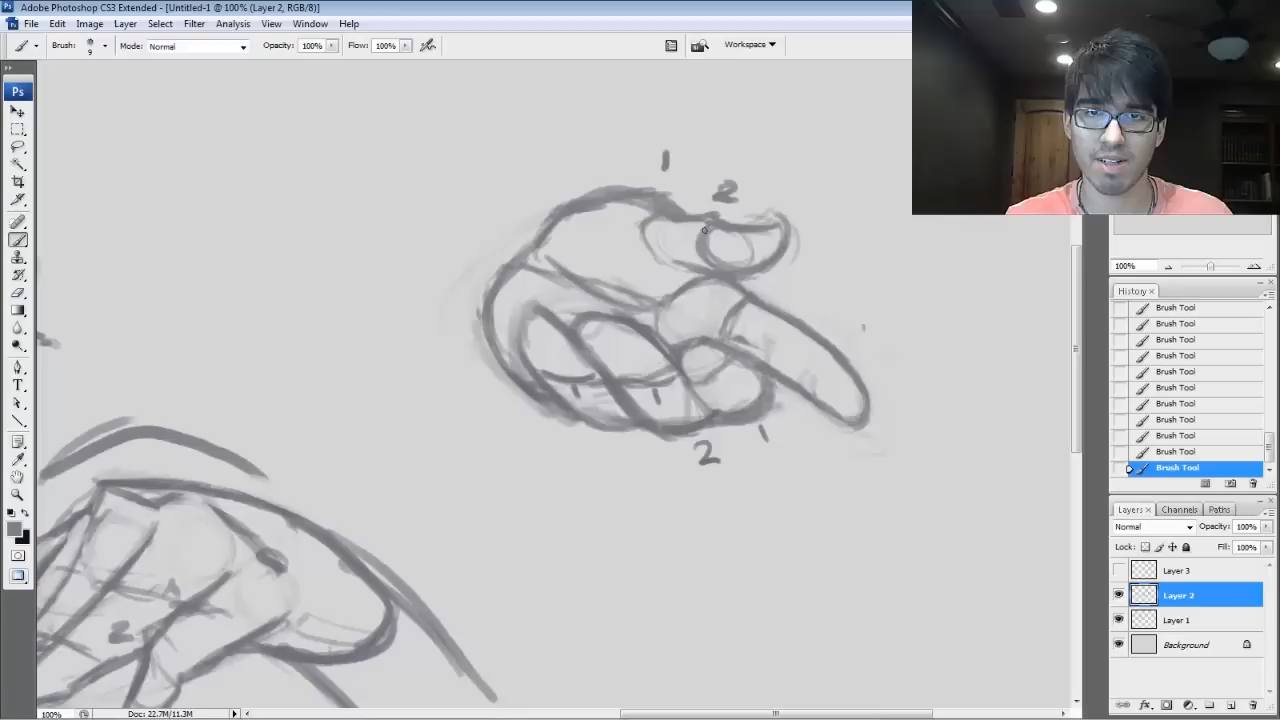 Adobe Photoshop CS3 Extended - [Untitled-1 @ 100% (Layer 2, RGB/8)]
File Edit Image Layer Select Filter Analysis View Window Help
Brush: 9 Mode: Normal Opacity: 100% Flow: 100% Workspace
Ps
1
2
2
1
2
100%
History
Brush Tool
Brush Tool
Brush Tool
Brush Tool
Brush Tool
Brush Tool
Brush Tool
Brush Tool
Brush Tool
Brush Tool
Brush Tool
Layers Channels Paths
Normal Opacity: 100%
Lock: Fill: 100%
Layer 3
Layer 2
Layer 1
Background
100% Doc: 22.7M/11.3M